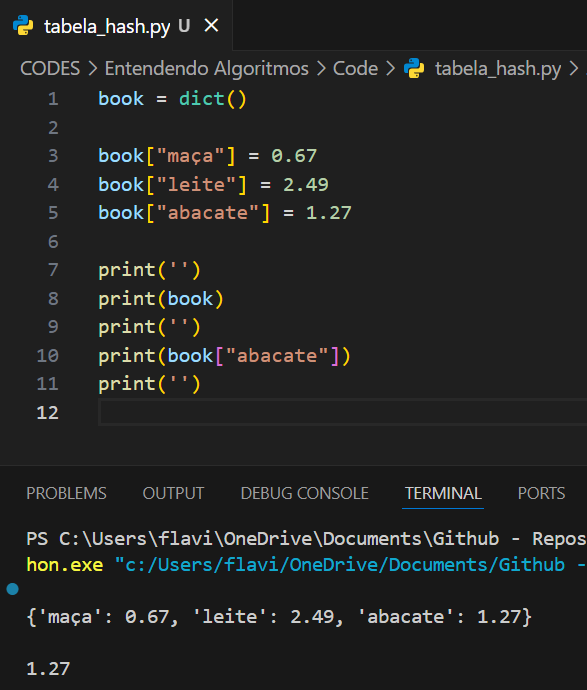 tabela_hash.py U ×
CODES > Entendendo Algoritmos > Code > tabela_hash.py >
1 book = dict()
2
3 book["maça"] = 0.67
4 book["leite"] = 2.49
5 book["abacate"] = 1.27
6
7 print('')
8 print(book)
9 print('')
10 print(book["abacate"])
11 print('')
12
PROBLEMS OUTPUT DEBUG CONSOLE TERMINAL PORTS
PS C:\Users\flavi\OneDrive\Documents\Github - Repos
hon.exe "c:/Users/flavi/OneDrive/Documents/Github -
{'maça': 0.67, 'leite': 2.49, 'abacate': 1.27}
1.27